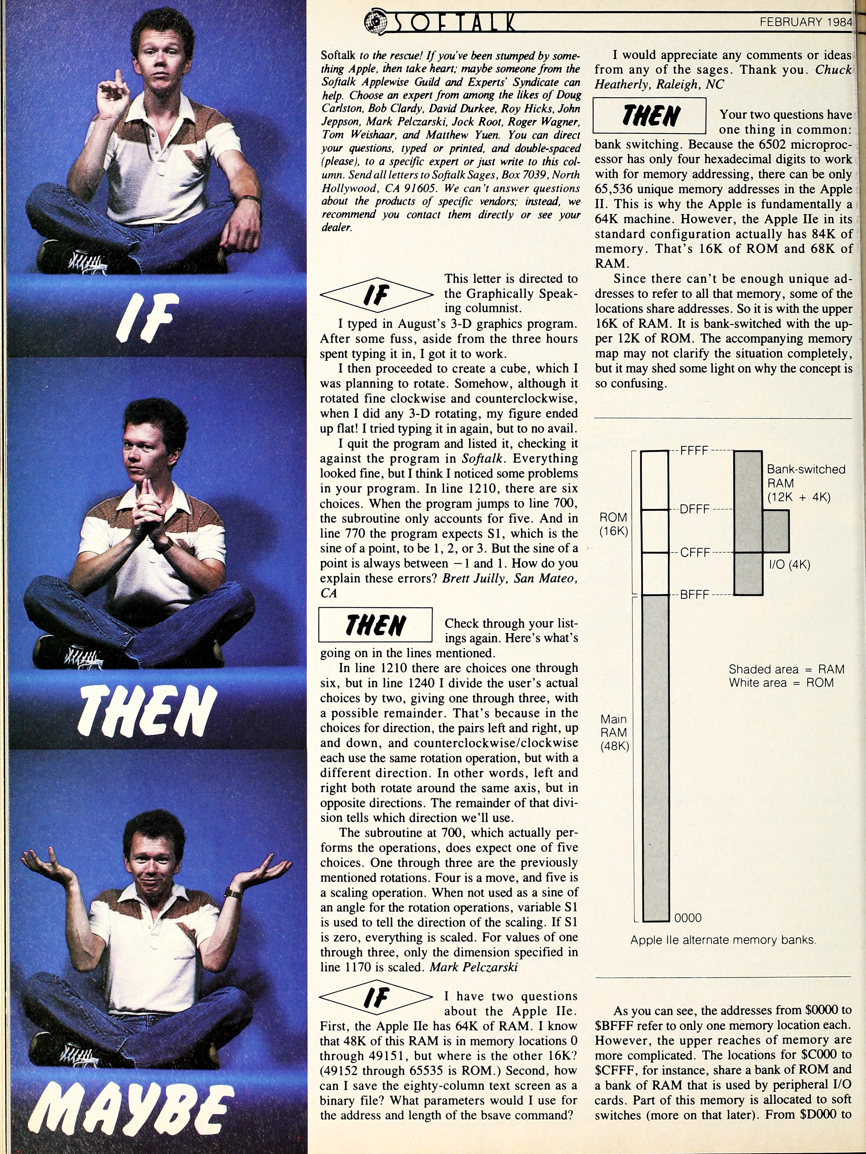 SOFTALK
FEBRUARY 1984
IF
THEN
MAYBE
Softalk to the rescue! If you've been stumped by some-
thing Apple, then take heart; maybe someone from the
Softalk Applewise Guild and Experts' Syndicate can
help. Choose an expert from among the likes of Doug
Carlston, Bob Clardy, David Durkee, Roy Hicks, John
Jeppson, Mark Pelczarski, Jock Root, Roger Wagner,
Tom Weishaar, and Matthew Yuen. You can direct
your questions, typed or printed, and double-spaced
(please), to a specific expert or just write to this col-
umn. Send all letters to Softalk Sages, Box 7039, North
Hollywood, CA 91605. We can't answer questions
about the products of specific vendors; instead, we
recommend you contact them directly or see your
dealer.
IF
This letter is directed to
the Graphically Speak-
ing columnist.
I typed in August's 3-D graphics program.
After some fuss, aside from the three hours
spent typing it in, I got it to work.
I then proceeded to create a cube, which I
was planning to rotate. Somehow, although it
rotated fine clockwise and counterclockwise,
when I did any 3-D rotating, my figure ended
up flat! I tried typing it in again, but to no avail.
I quit the program and listed it, checking it
against the program in Softalk. Everything
looked fine, but I think I noticed some problems
in your program. In line 1210, there are six
choices. When the program jumps to line 700,
the subroutine only accounts for five. And in
line 770 the program expects S1, which is the
sine of a point, to be 1, 2, or 3. But the sine of a
point is always between −1 and 1. How do you
explain these errors? Brett Juilly, San Mateo,
CA
THEN
Check through your list-
ings again. Here's what's
going on in the lines mentioned.
In line 1210 there are choices one through
six, but in line 1240 I divide the user's actual
choices by two, giving one through three, with
a possible remainder. That's because in the
choices for direction, the pairs left and right, up
and down, and counterclockwise/clockwise
each use the same rotation operation, but with a
different direction. In other words, left and
right both rotate around the same axis, but in
opposite directions. The remainder of that divi-
sion tells which direction we'll use.
The subroutine at 700, which actually per-
forms the operations, does expect one of five
choices. One through three are the previously
mentioned rotations. Four is a move, and five is
a scaling operation. When not used as a sine of
an angle for the rotation operations, variable S1
is used to tell the direction of the scaling. If S1
is zero, everything is scaled. For values of one
through three, only the dimension specified in
line 1170 is scaled. Mark Pelczarski
IF
I have two questions
about the Apple IIe.
First, the Apple IIe has 64K of RAM. I know
that 48K of this RAM is in memory locations 0
through 49151, but where is the other 16K?
(49152 through 65535 is ROM.) Second, how
can I save the eighty-column text screen as a
binary file? What parameters would I use for
the address and length of the bsave command?
I would appreciate any comments or ideas
from any of the sages. Thank you. Chuck
Heatherly, Raleigh, NC
THEN
Your two questions have
one thing in common:
bank switching. Because the 6502 microproc-
essor has only four hexadecimal digits to work
with for memory addressing, there can be only
65,536 unique memory addresses in the Apple
II. This is why the Apple is fundamentally a
64K machine. However, the Apple IIe in its
standard configuration actually has 84K of
memory. That's 16K of ROM and 68K of
RAM.
Since there can't be enough unique ad-
dresses to refer to all that memory, some of the
locations share addresses. So it is with the upper
16K of RAM. It is bank-switched with the up-
per 12K of ROM. The accompanying memory
map may not clarify the situation completely,
but it may shed some light on why the concept is
so confusing.
FFFF
Bank-switched
RAM
(12K + 4K)
DFFF
ROM
(16K)
CFFF
I/O (4K)
BFFF
Shaded area = RAM
White area = ROM
Main
RAM
(48K)
0000
Apple IIe alternate memory banks.
As you can see, the addresses from $0000 to
$BFFF refer to only one memory location each.
However, the upper reaches of memory are
more complicated. The locations for $C000 to
$CFFF, for instance, share a bank of ROM and
a bank of RAM that is used by peripheral I/O
cards. Part of this memory is allocated to soft
switches (more on that later). From $D000 to